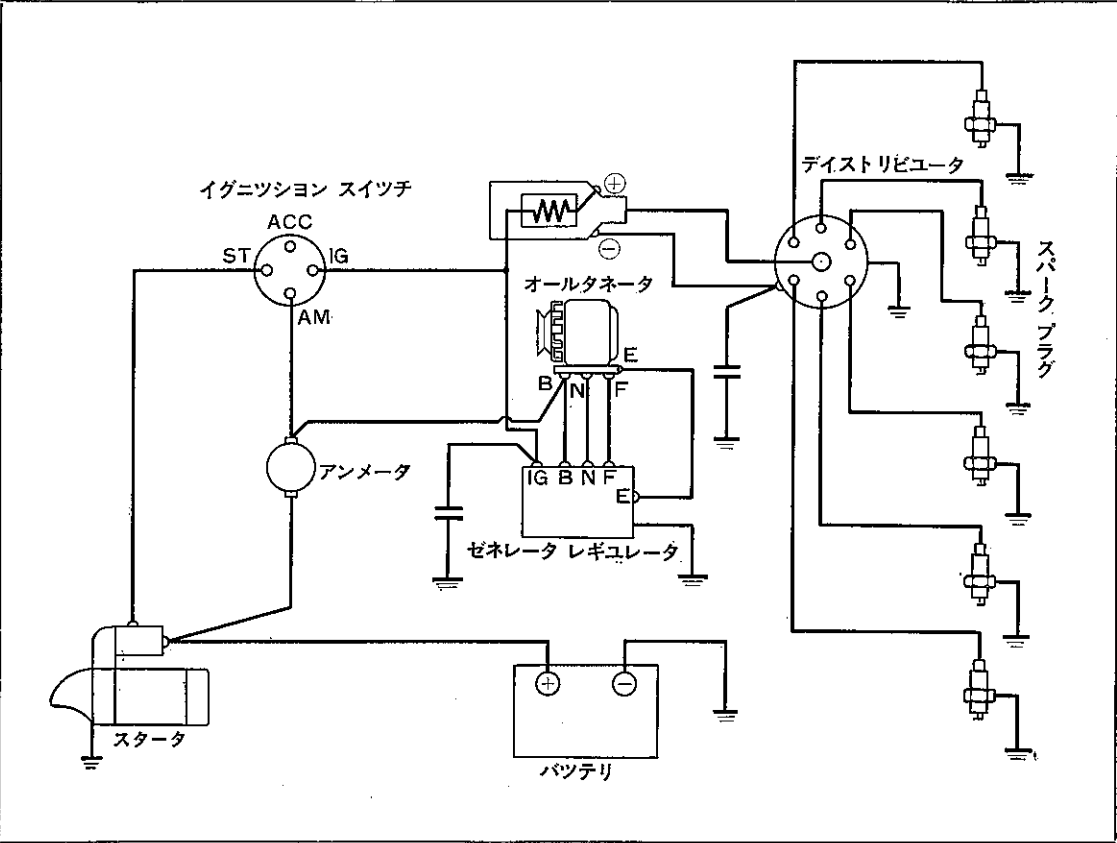 デイストリビユータ
イグニツシヨン スイツチ
ACC
ST
IG
AM
⊕
⊖
オールタネータ
E
B
N
F
スパーク プラグ
アンメータ
IG B N F
E
ゼネレータ レギユレータ
⊕
⊖
スタータ
バツテリ